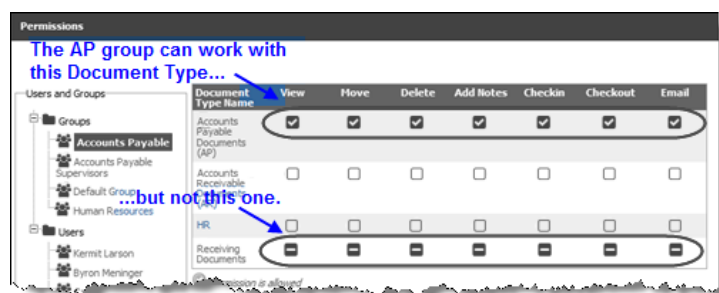 Permissions
The AP group can work with
this Document Type...
Users and Groups
Document Type Name View Move Delete Add Notes Checkin Checkout Email
Groups
Accounts Payable
Accounts Payable
Supervisors
Default Group
Human Resources
Users
Kermit Larson
Byron Meninger
Accounts
Payable
Documents
(AP)
Accounts
Receivable
Documents
(AR)
...but not this one.
HR
Receiving
Documents
Permission is allowed